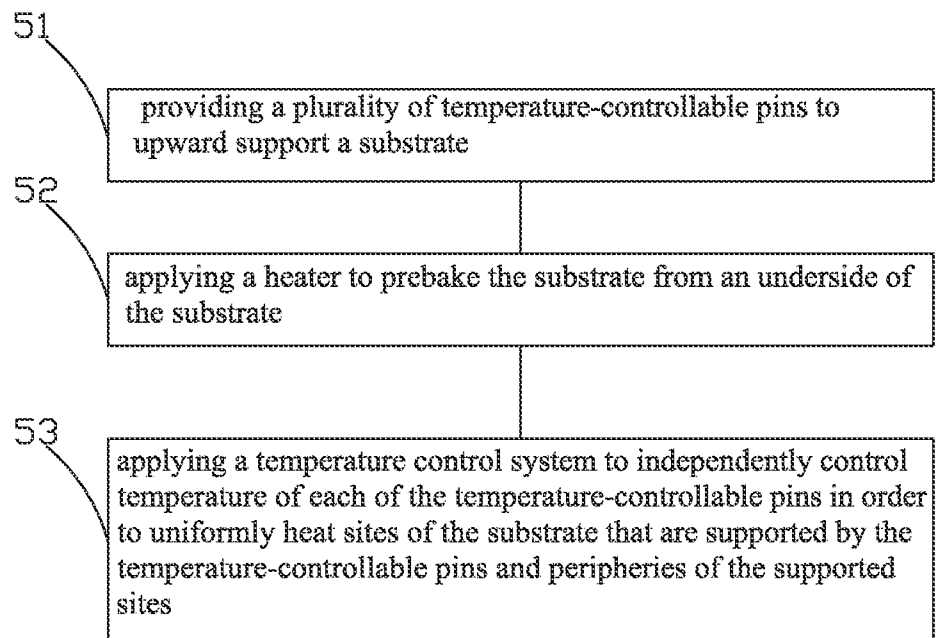 51
providing a plurality of temperature-controllable pins to
upward support a substrate
52
applying a heater to prebake the substrate from an underside of
the substrate
53
applying a temperature control system to independently control
temperature of each of the temperature-controllable pins in order
to uniformly heat sites of the substrate that are supported by the
temperature-controllable pins and peripheries of the supported
sites